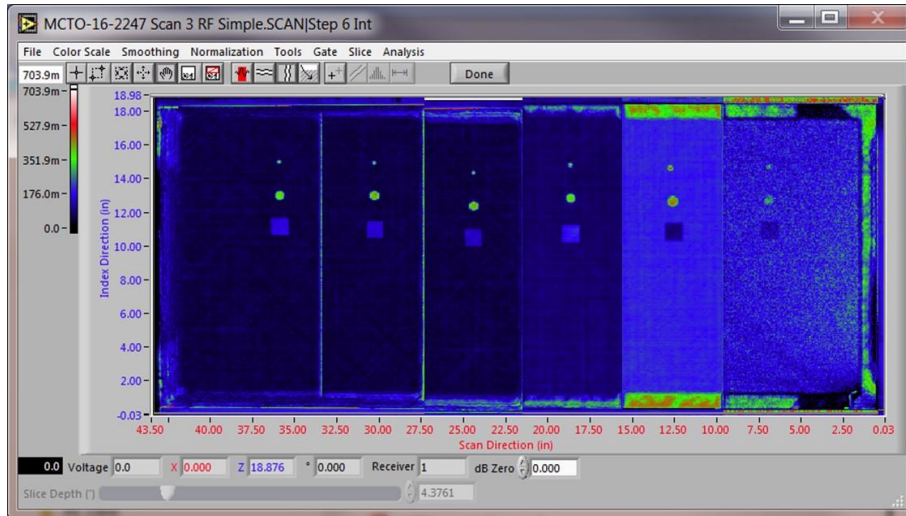 MCTO-16-2247 Scan 3 RF Simple.SCAN|Step 6 Int
File Color Scale Smoothing Normalization Tools Gate Slice Analysis
703.9m
Done
703.9m
527.9m
351.9m
176.0m
0.0
18.98
18.00
16.00
14.00
12.00
10.00
8.00
6.00
4.00
2.00
-0.03
Index Direction (in)
43.50 40.00 37.50 35.00 32.50 30.00 27.50 25.00 22.50 20.00 17.50 15.00 12.50 10.00 7.50 5.00 2.50 0.03
Scan Direction (in)
0.0 Voltage 0.0 X 0.000 Z 18.876 ° 0.000 Receiver 1 dB Zero 0.000
Slice Depth (") 4.3761